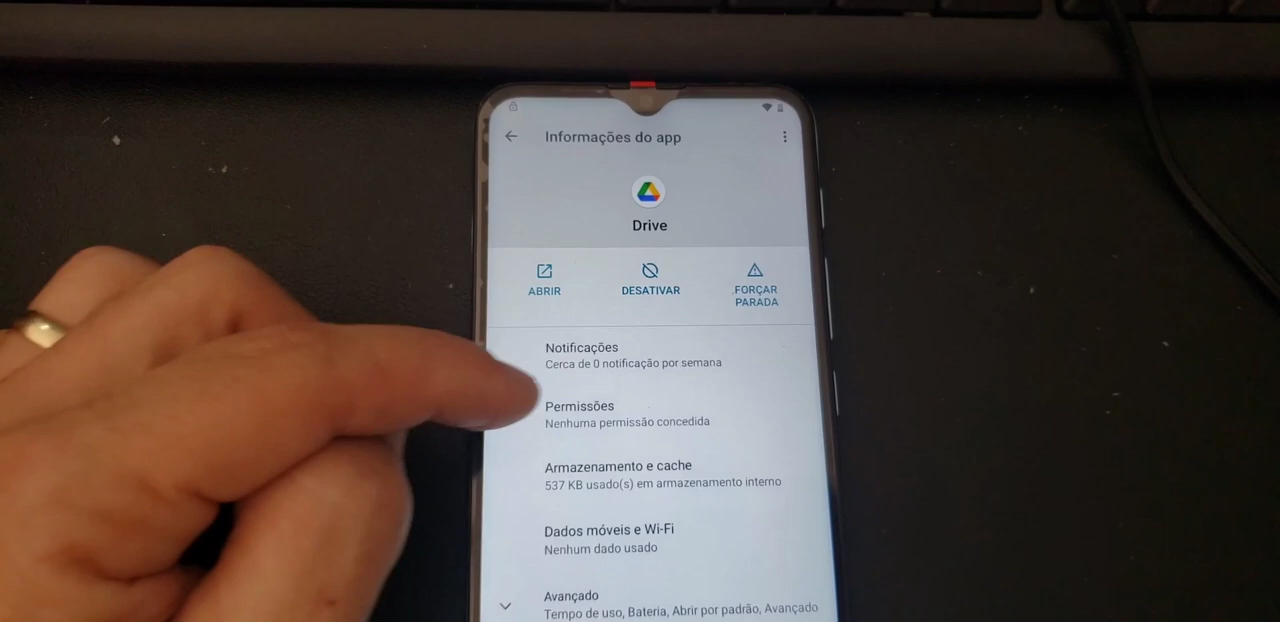 Informações do app
Drive
ABRIR
DESATIVAR
FORÇAR
PARADA
Notificações
Cerca de 0 notificação por semana
Permissões
Nenhuma permissão concedida
Armazenamento e cache
537 KB usado(s) em armazenamento interno
Dados móveis e Wi-Fi
Nenhum dado usado
Avançado
Tempo de uso, Bateria, Abrir por padrão, Avançado